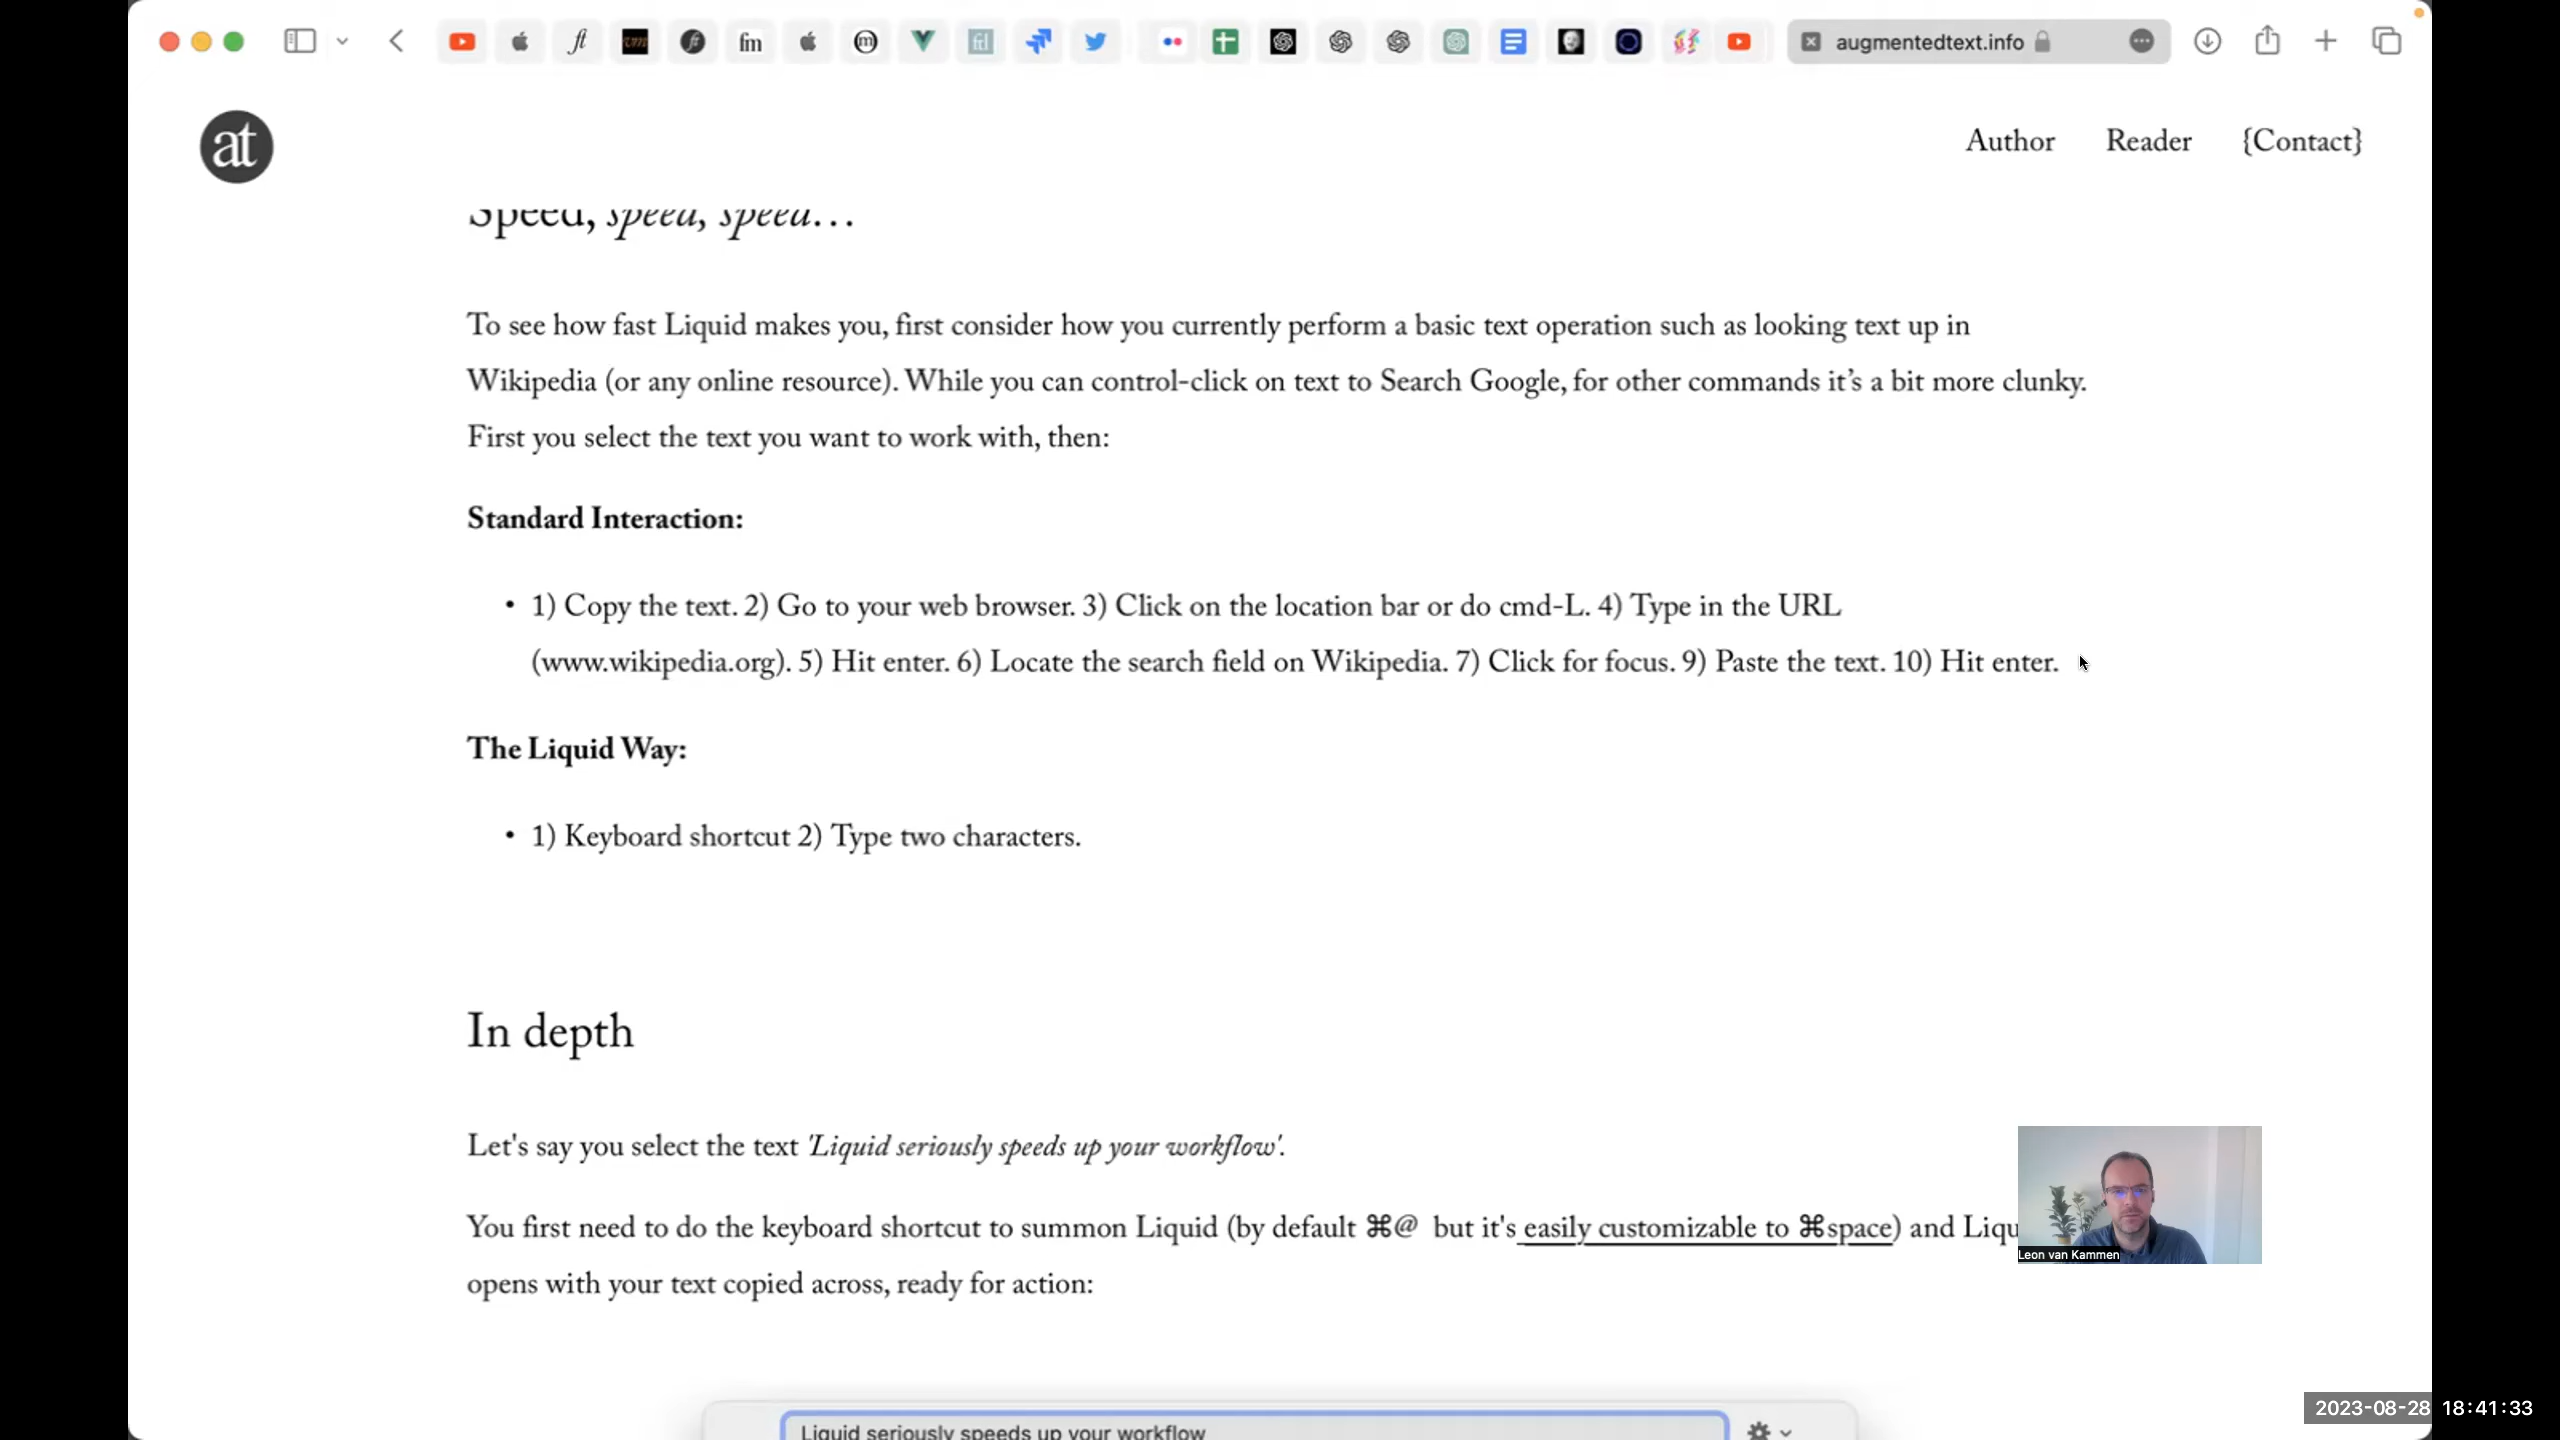 augmentedtext.info
at
Author Reader {Contact}
Speed, speed, speed…
To see how fast Liquid makes you, first consider how you currently perform a basic text operation such as looking text up in
Wikipedia (or any online resource). While you can control-click on text to Search Google, for other commands it’s a bit more clunky.
First you select the text you want to work with, then:
Standard Interaction:
• 1) Copy the text. 2) Go to your web browser. 3) Click on the location bar or do cmd-L. 4) Type in the URL
(www.wikipedia.org). 5) Hit enter. 6) Locate the search field on Wikipedia. 7) Click for focus. 9) Paste the text. 10) Hit enter.
The Liquid Way:
• 1) Keyboard shortcut 2) Type two characters.
In depth
Let's say you select the text 'Liquid seriously speeds up your workflow'.
You first need to do the keyboard shortcut to summon Liquid (by default ⌘@ but it's easily customizable to ⌘space) and Liqu
opens with your text copied across, ready for action:
Leon van Kammen
Liquid seriously speeds up your workflow
2023-08-28 18:41:33